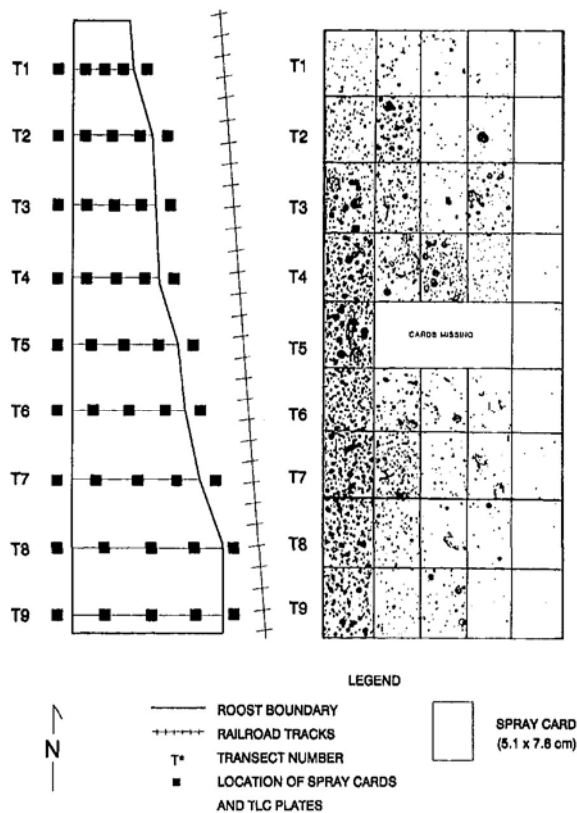 T1
T2
T3
T4
T5
T6
T7
T8
T9
T1
T2
T3
T4
T5
T6
T7
T8
T9
CARDS MISSING
LEGEND
N
ROOST BOUNDARY
RAILROAD TRACKS
T* TRANSECT NUMBER
LOCATION OF SPRAY CARDS
AND TLC PLATES
SPRAY CARD
(5.1 x 7.6 cm)